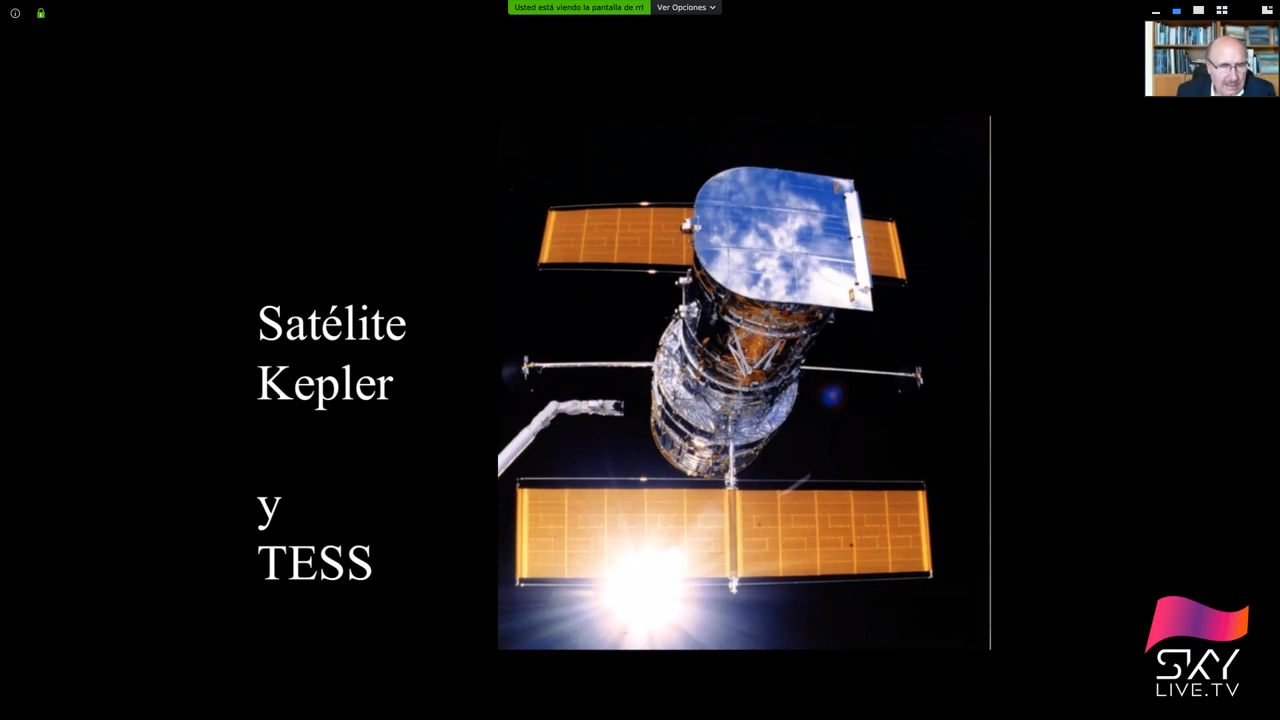 Usted está viendo la pantalla de rrl
Ver Opciones
Satélite
Kepler
y
TESS
SKY
LIVE.TV